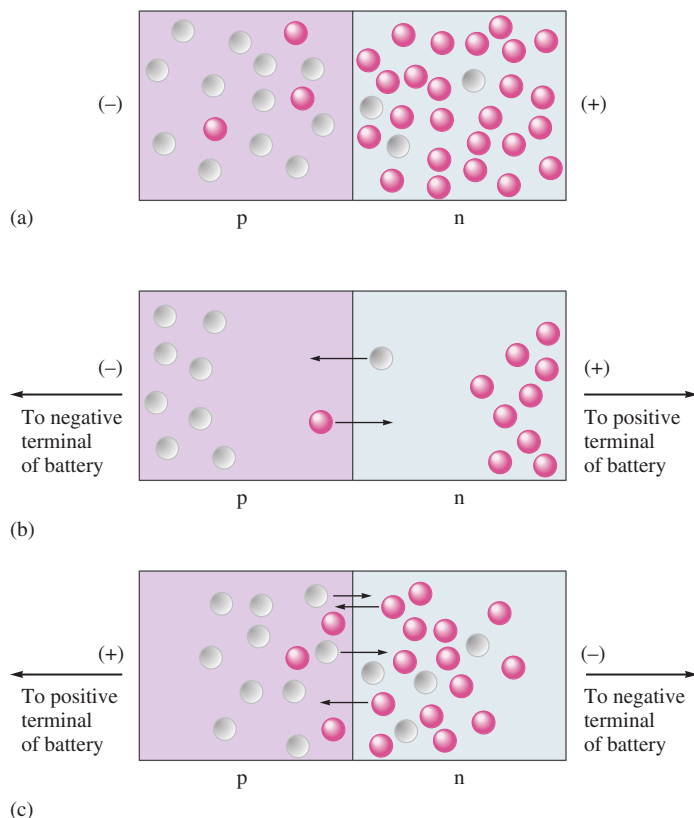 (–)
(+)
p
n
(a)
(–)
(+)
To negative
terminal
of battery
To positive
terminal
of battery
p
n
(b)
(+)
(–)
To positive
terminal
of battery
To negative
terminal
of battery
p
n
(c)